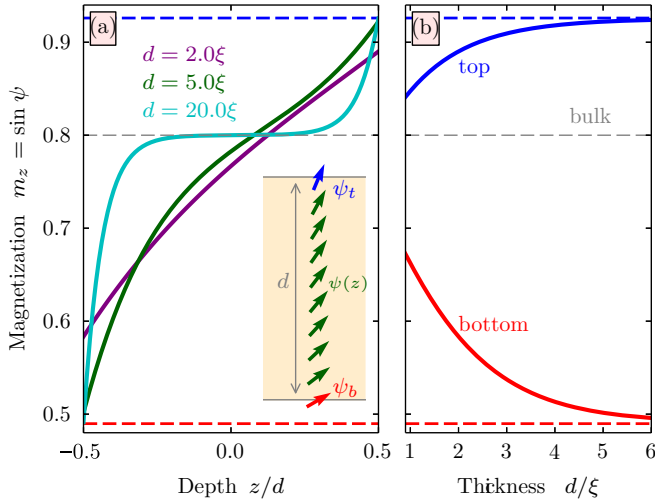 (a)
d = 2.0ξ
d = 5.0ξ
d = 20.0ξ
ψ_t
d
ψ(z)
ψ_b
0.9
0.8
0.7
0.6
0.5
Magnetization m_z = sin ψ
−0.5
0.0
0.5
Depth z/d
(b)
top
bulk
bottom
1
2
3
4
5
6
Thickness d/ξ